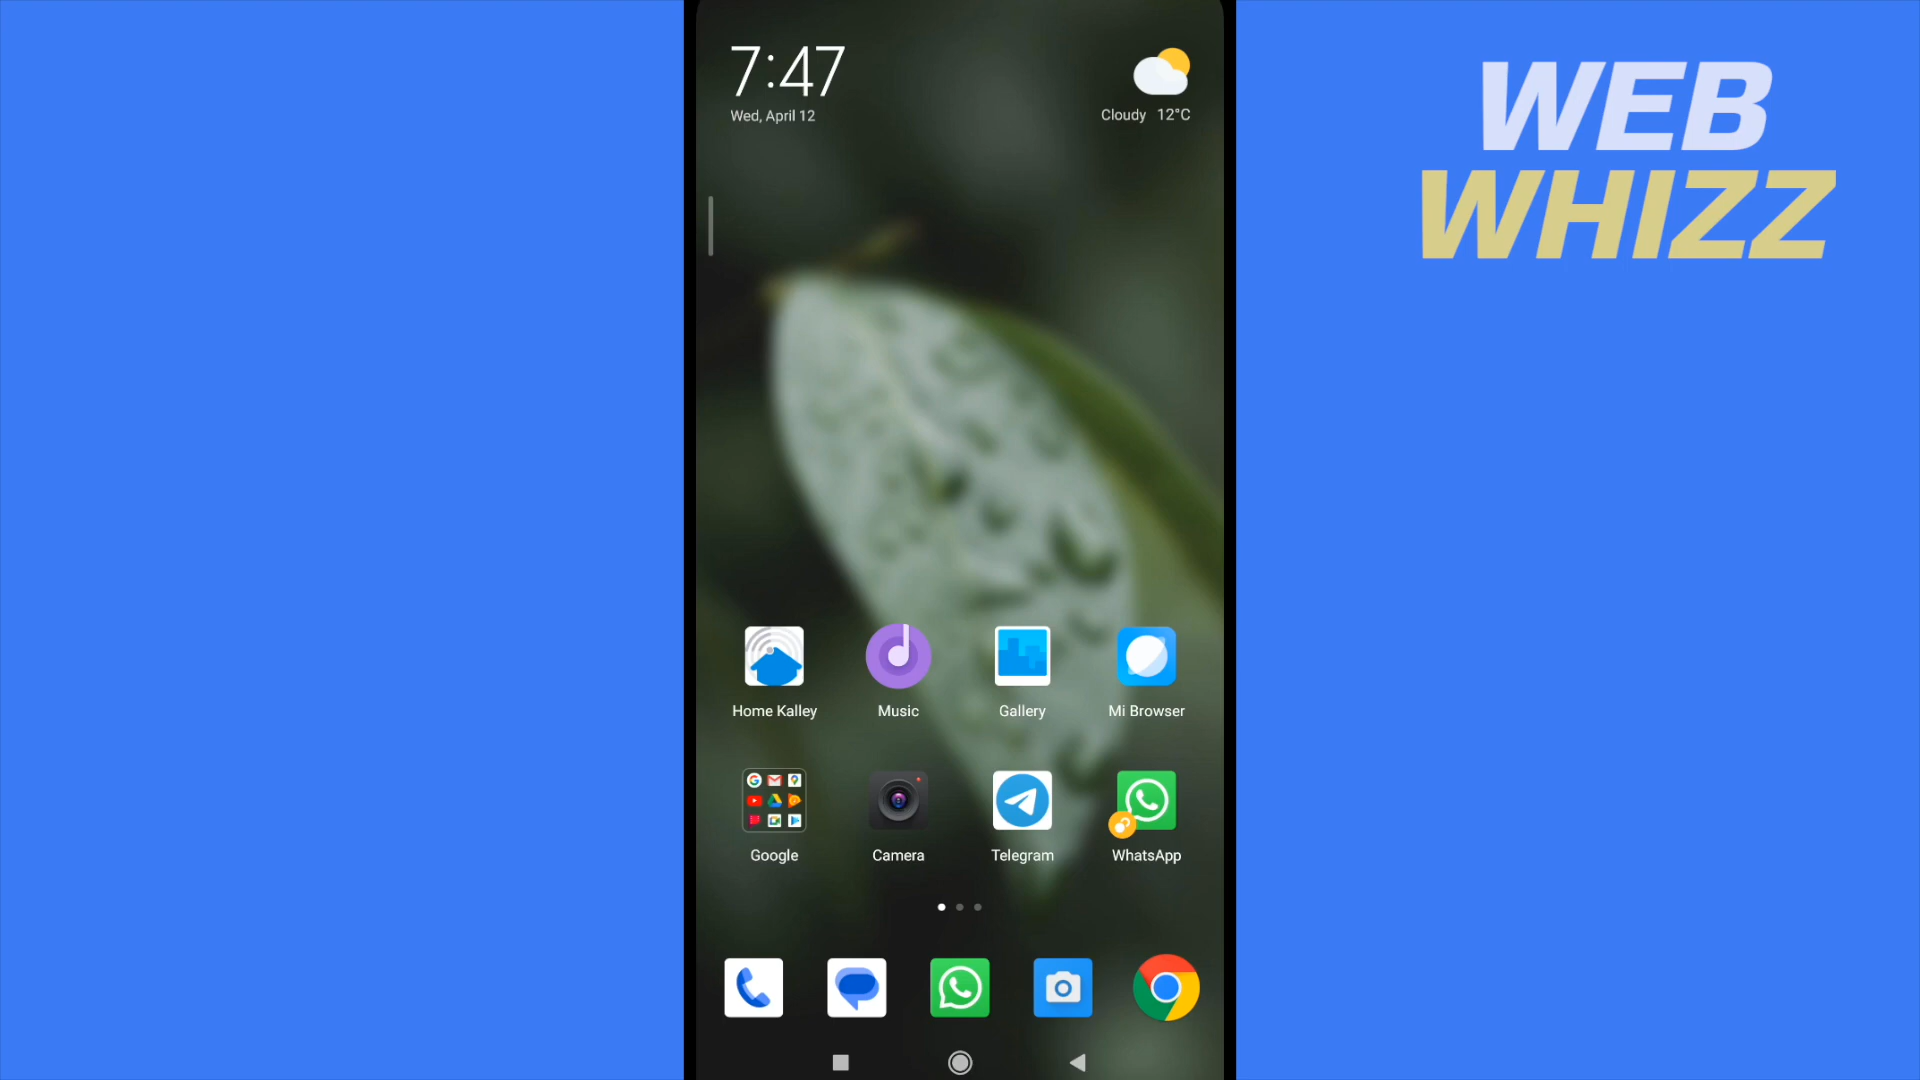 7:47
Wed, April 12
Cloudy 12°C
WEB
WHIZZ
Home Kalley
Music
Gallery
Mi Browser
Google
Camera
Telegram
WhatsApp